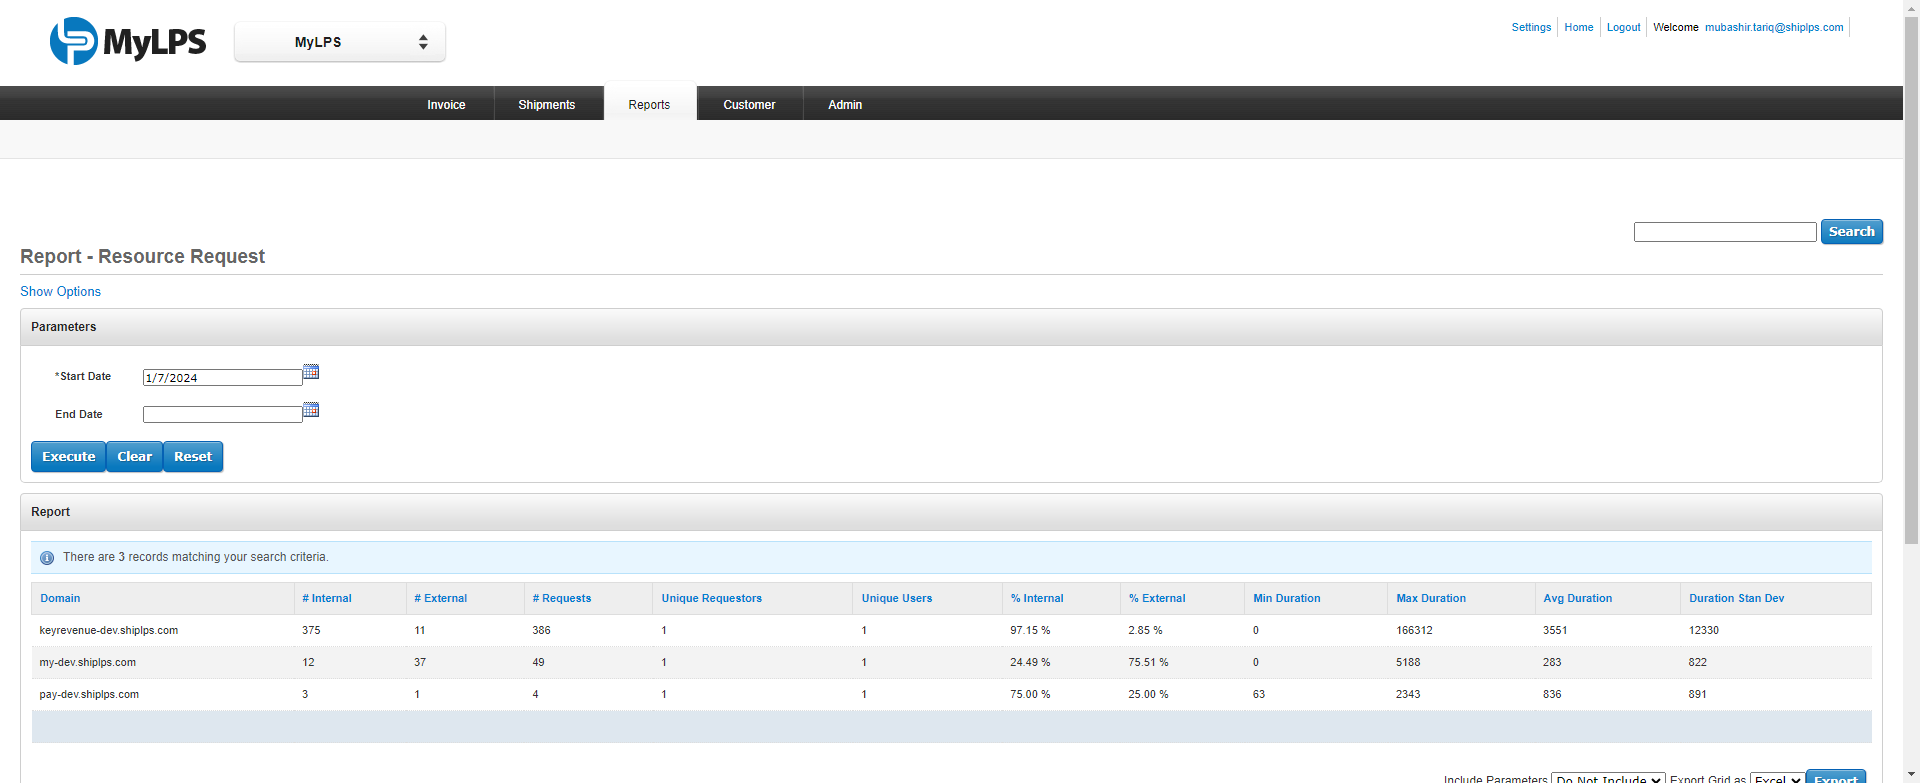 MyLPS
MyLPS
Settings Home Logout Welcome mubashir.tariq@shiplps.com
Invoice Shipments Reports Customer Admin
Search
Report - Resource Request
Show Options
Parameters
*Start Date 1/7/2024
End Date
Execute Clear Reset
Report
There are 3 records matching your search criteria.
Domain # Internal # External # Requests Unique Requestors Unique Users % Internal % External Min Duration Max Duration Avg Duration Duration Stan Dev
keyrevenue-dev.shiplps.com 375 11 386 1 1 97.15 % 2.85 % 0 166312 3551 12330
my-dev.shiplps.com 12 37 49 1 1 24.49 % 75.51 % 0 5188 283 822
pay-dev.shiplps.com 3 1 4 1 1 75.00 % 25.00 % 63 2343 836 891
Include Parameters Do Not Include Export Grid as Excel Export